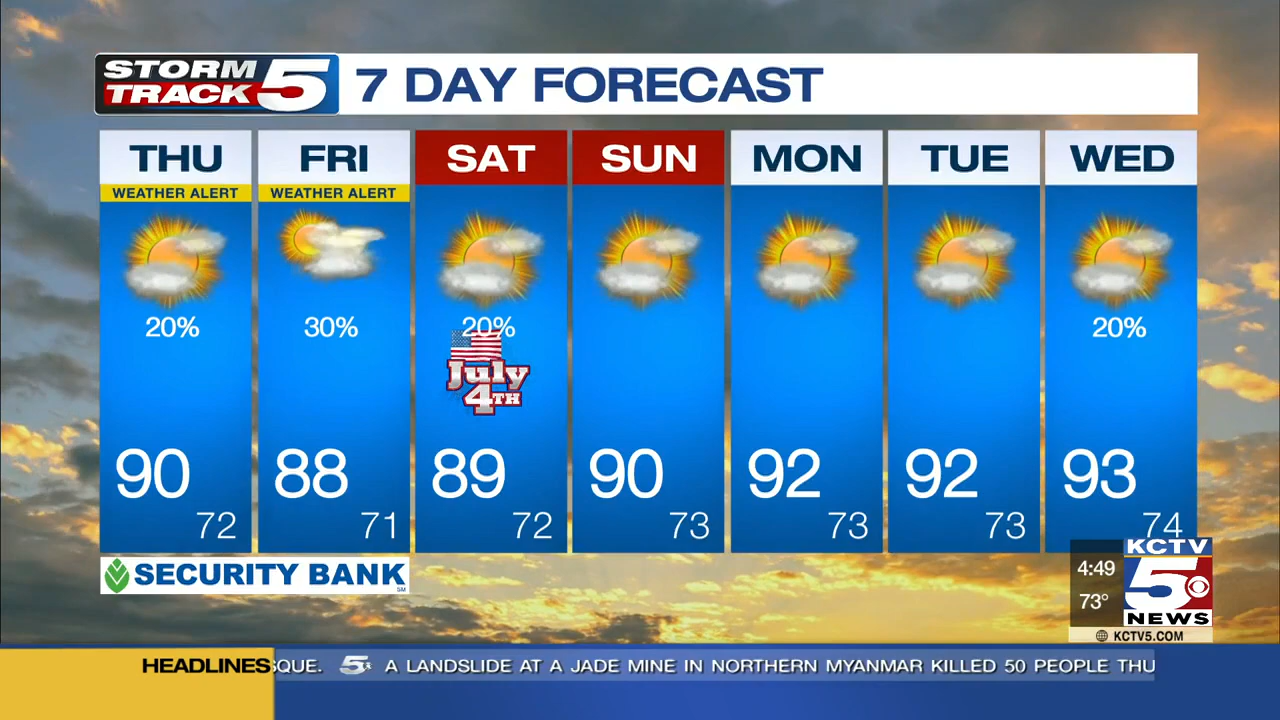 STORM TRACK 5 7 DAY FORECAST
THU FRI SAT SUN MON TUE WED
WEATHER ALERT WEATHER ALERT
20% 30% 20% 20%
July
4TH
90 88 89 90 92 92 93
72 71 72 73 73 73 74
SECURITY BANK SM
4:49
73°
KCTV
5
NEWS
KCTV5.COM
HEADLINES SQUE. 5 A LANDSLIDE AT A JADE MINE IN NORTHERN MYANMAR KILLED 50 PEOPLE THU